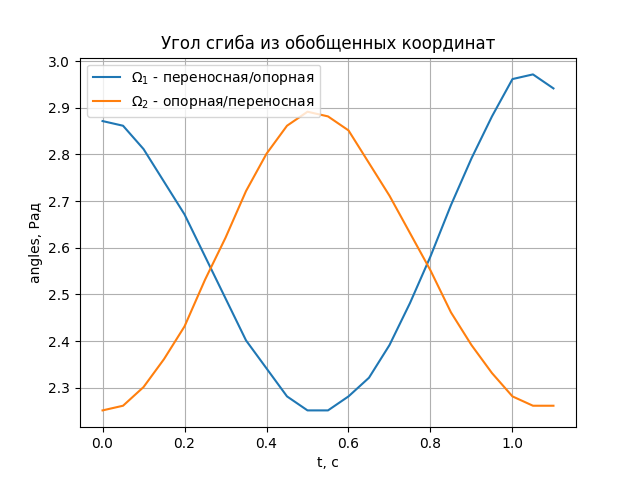 Угол сгиба из обобщенных координат
Ω₁ - переносная/опорная
Ω₂ - опорная/переносная
3.0
2.9
2.8
2.7
2.6
2.5
2.4
2.3
angles, Рад
0.0 0.2 0.4 0.6 0.8 1.0
t, с